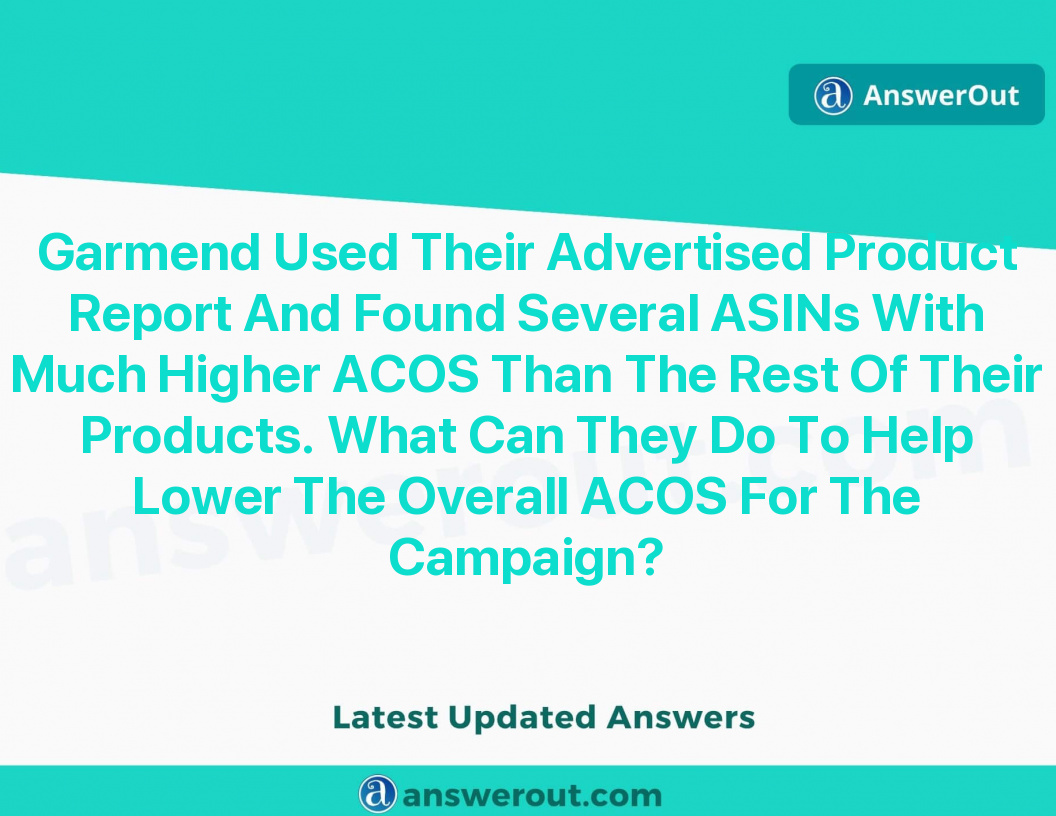 AnswerOut
Garmend Used Their Advertised Product
Report And Found Several ASINs With
Much Higher ACOS Than The Rest Of Their
Products. What Can They Do To Help
Lower The Overall ACOS For The
Campaign?
answerout.com
Latest Updated Answers
answerout.com